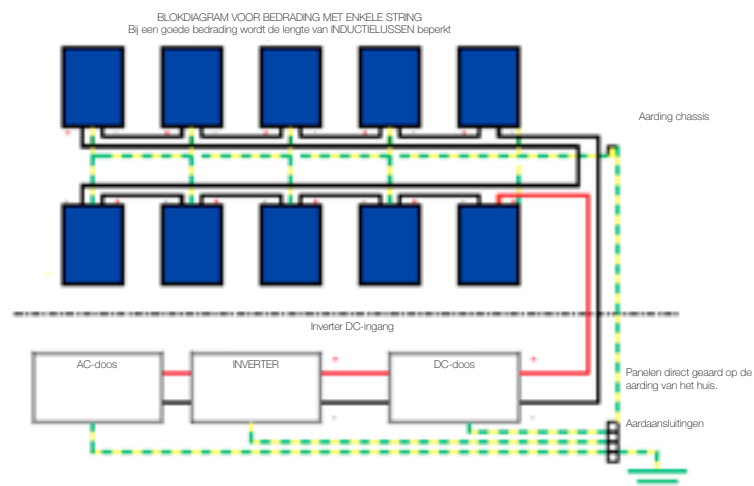 BLOKDIAGRAM VOOR BEDRADING MET ENKELE STRING
Bij een goede bedrading wordt de lengte van INDUCTIELUSSEN beperkt
Aarding chassis
Inverter DC-ingang
AC-doos
INVERTER
DC-doos
Panelen direct geaard op de
aarding van het huis.
Aardaansluitingen